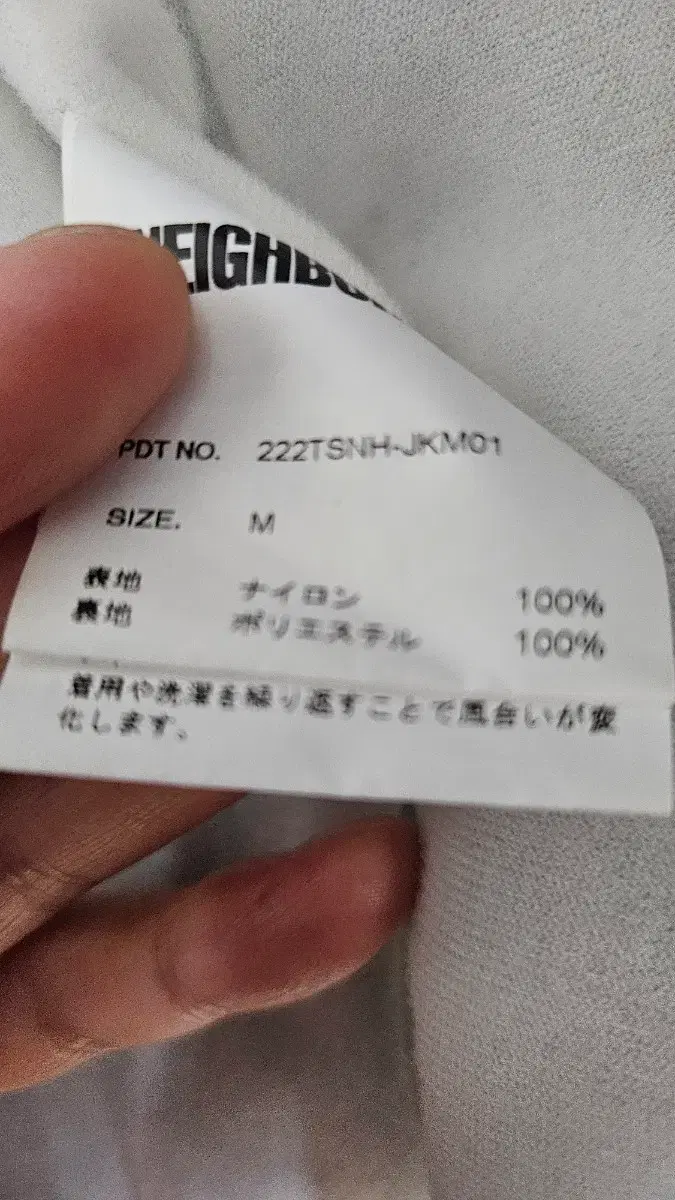 NEIGHBO
PDT NO. 222TSNH-JKM01
SIZE. M
表地 ナイロン 100%
裏地 ポリエステル 100%
着用や洗濯を繰り返すことで風合いが変
化します。